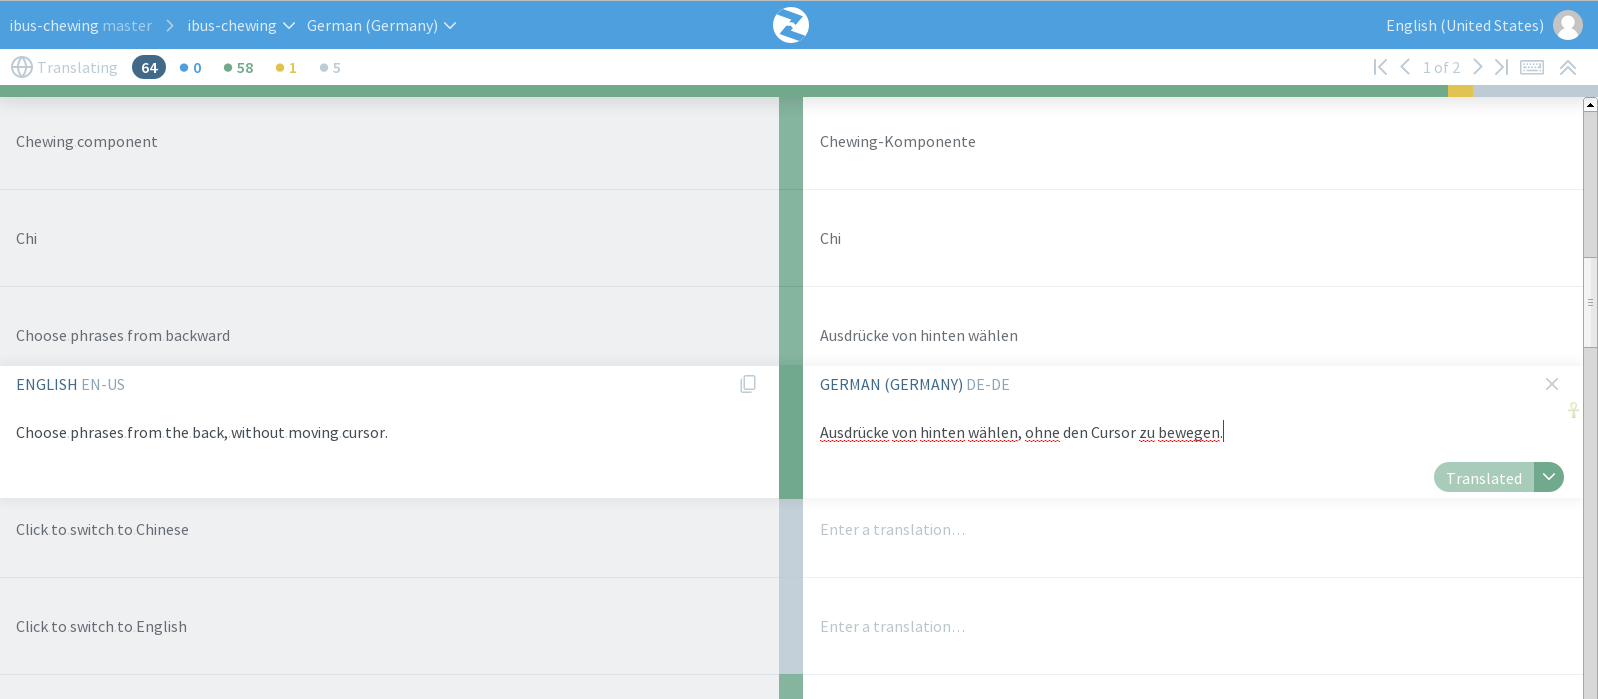 ibus-chewing master ibus-chewing German (Germany) English (United States)
Translating 64 0 58 1 5 1 of 2
Chewing component Chewing-Komponente
Chi Chi
Choose phrases from backward Ausdrücke von hinten wählen
ENGLISH EN-US GERMAN (GERMANY) DE-DE
Choose phrases from the back, without moving cursor. Ausdrücke von hinten wählen, ohne den Cursor zu bewegen.
Translated
Click to switch to Chinese Enter a translation…
Click to switch to English Enter a translation…